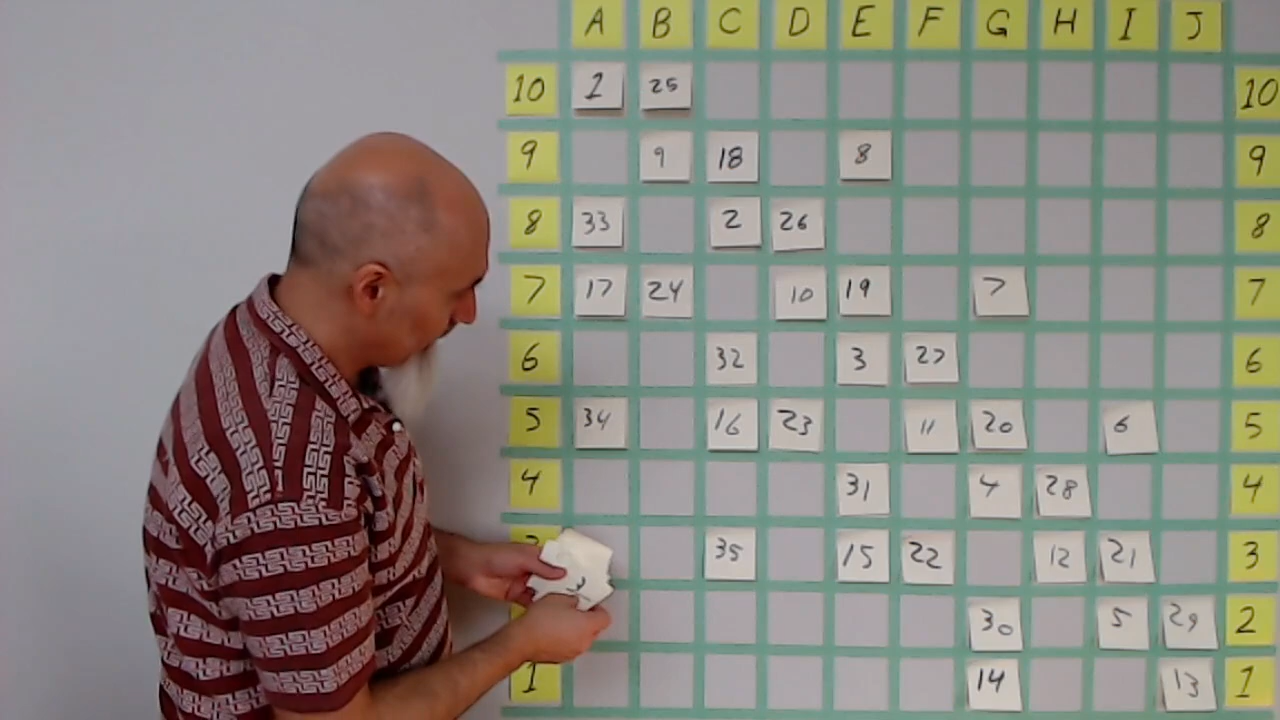 A B C D E F G H I J
10 1 25 10
9 9 18 8 9
8 33 2 26 8
7 17 24 10 19 7 7
6 32 3 27 6
5 34 16 23 11 20 6 5
4 31 4 28 4
35 15 22 12 21 3
30 5 29 2
1 14 13 1